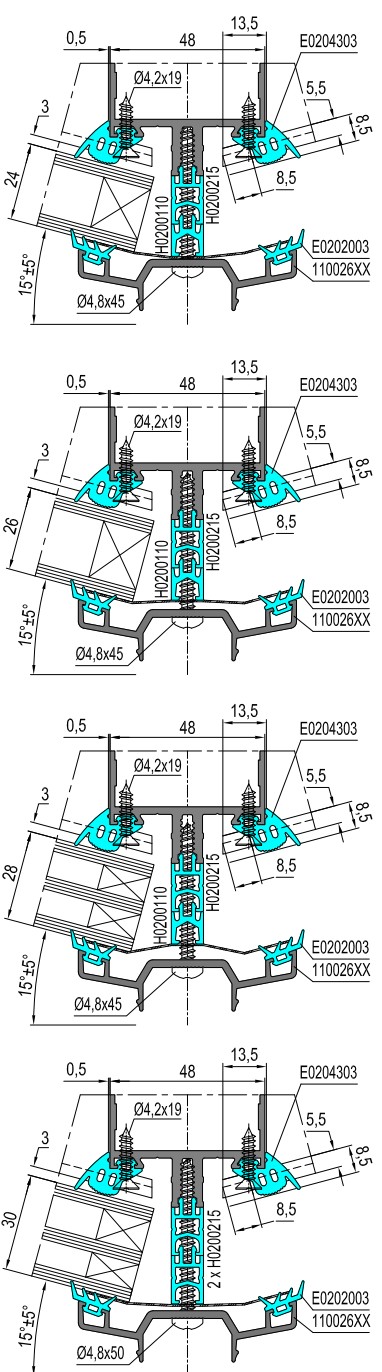 13,5
0,5
48
E0204303
Ø4,2x19
5,5
8,5
3
24
8,5
H0200110
H0200215
E0202003
110026XX
15°±5°
Ø4,8x45
13,5
0,5
48
E0204303
Ø4,2x19
5,5
8,5
3
26
8,5
H0200110
H0200215
E0202003
110026XX
15°±5°
Ø4,8x45
13,5
0,5
48
E0204303
Ø4,2x19
5,5
8,5
3
28
8,5
H0200110
H0200215
E0202003
110026XX
15°±5°
Ø4,8x45
13,5
0,5
48
E0204303
Ø4,2x19
5,5
8,5
3
30
8,5
2 x H0200215
E0202003
110026XX
15°±5°
Ø4,8x50